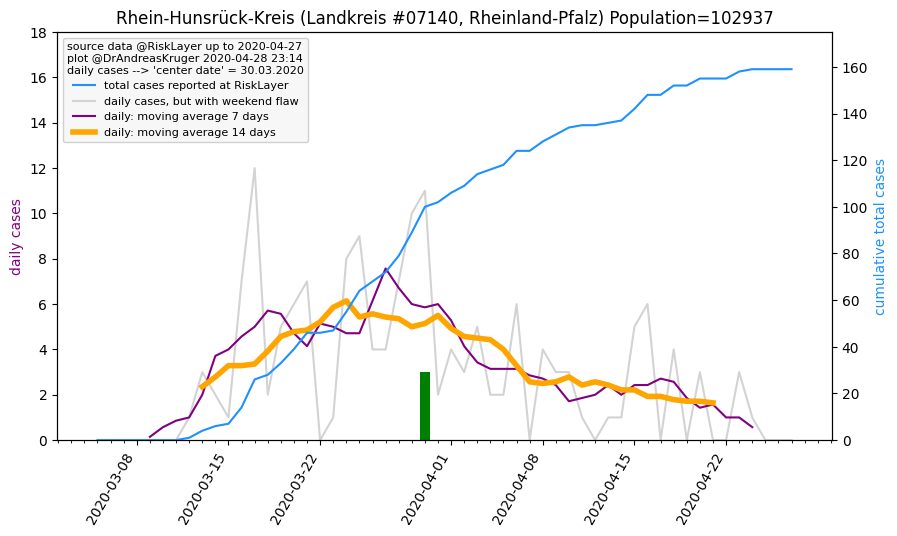 Rhein-Hunsrück-Kreis (Landkreis #07140, Rheinland-Pfalz) Population=102937
source data @RiskLayer up to 2020-04-27
plot @DrAndreasKruger 2020-04-28 23:14
daily cases --> 'center date' = 30.03.2020
total cases reported at RiskLayer
daily cases, but with weekend flaw
daily: moving average 7 days
daily: moving average 14 days
daily cases
18
16
14
12
10
8
6
4
2
0
160
140
120
100
80
60
40
20
0
cumulative total cases
2020-03-08
2020-03-15
2020-03-22
2020-04-01
2020-04-08
2020-04-15
2020-04-22